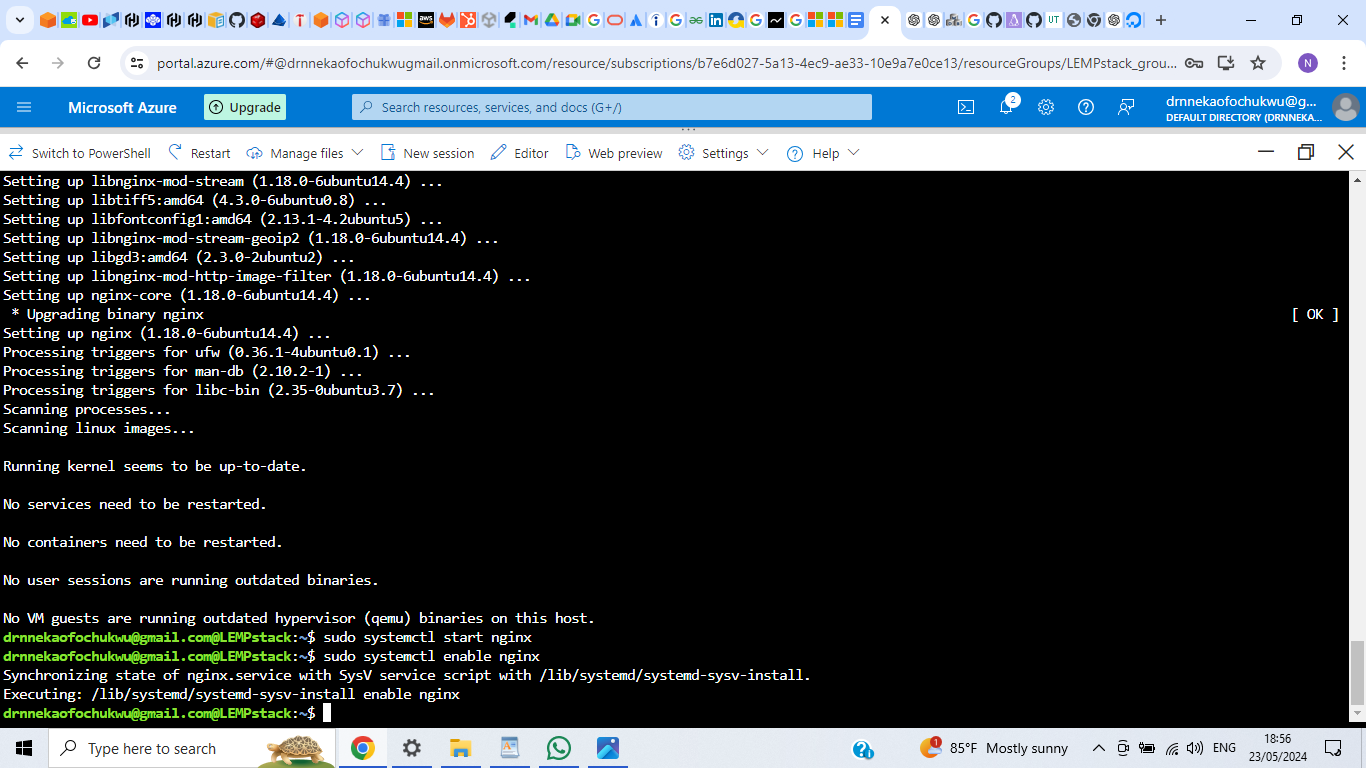 portal.azure.com/#@drnnekaofochukwugmail.onmicrosoft.com/resource/subscriptions/b7e6d027-5a13-4ec9-ae33-10e9a7e0ce13/resourceGroups/LEMPstack_grou...
N
Microsoft Azure
Upgrade
Search resources, services, and docs (G+/)
2
drnnekaofochukwu@g...
DEFAULT DIRECTORY (DRNNEKA...
Switch to PowerShell
Restart
Manage files
New session
Editor
Web preview
Settings
Help
Setting up libnginx-mod-stream (1.18.0-6ubuntu14.4) ...
Setting up libtiff5:amd64 (4.3.0-6ubuntu0.8) ...
Setting up libfontconfig1:amd64 (2.13.1-4.2ubuntu5) ...
Setting up libnginx-mod-stream-geoip2 (1.18.0-6ubuntu14.4) ...
Setting up libgd3:amd64 (2.3.0-2ubuntu2) ...
Setting up libnginx-mod-http-image-filter (1.18.0-6ubuntu14.4) ...
Setting up nginx-core (1.18.0-6ubuntu14.4) ...
* Upgrading binary nginx [ OK ]
Setting up nginx (1.18.0-6ubuntu14.4) ...
Processing triggers for ufw (0.36.1-4ubuntu0.1) ...
Processing triggers for man-db (2.10.2-1) ...
Processing triggers for libc-bin (2.35-0ubuntu3.7) ...
Scanning processes...
Scanning linux images...
Running kernel seems to be up-to-date.
No services need to be restarted.
No containers need to be restarted.
No user sessions are running outdated binaries.
No VM guests are running outdated hypervisor (qemu) binaries on this host.
drnnekaofochukwu@gmail.com@LEMPstack:~$ sudo systemctl start nginx
drnnekaofochukwu@gmail.com@LEMPstack:~$ sudo systemctl enable nginx
Synchronizing state of nginx.service with SysV service script with /lib/systemd/systemd-sysv-install.
Executing: /lib/systemd/systemd-sysv-install enable nginx
drnnekaofochukwu@gmail.com@LEMPstack:~$
Type here to search
1
85°F Mostly sunny
ENG
18:56
23/05/2024